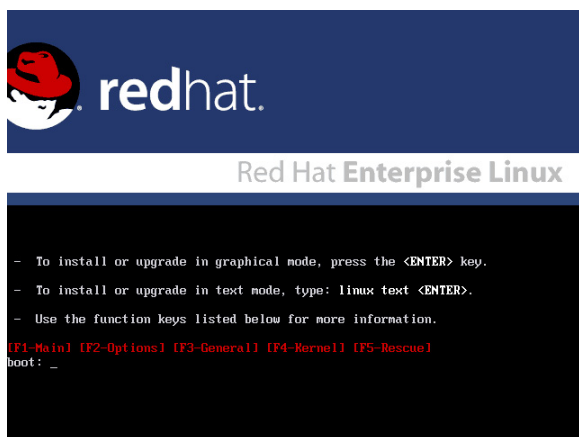 redhat.
Red Hat Enterprise Linux
- To install or upgrade in graphical mode, press the <ENTER> key.
- To install or upgrade in text mode, type: linux text <ENTER>.
- Use the function keys listed below for more information.
[F1-Main] [F2-Options] [F3-General] [F4-Kernel] [F5-Rescue]
boot: _